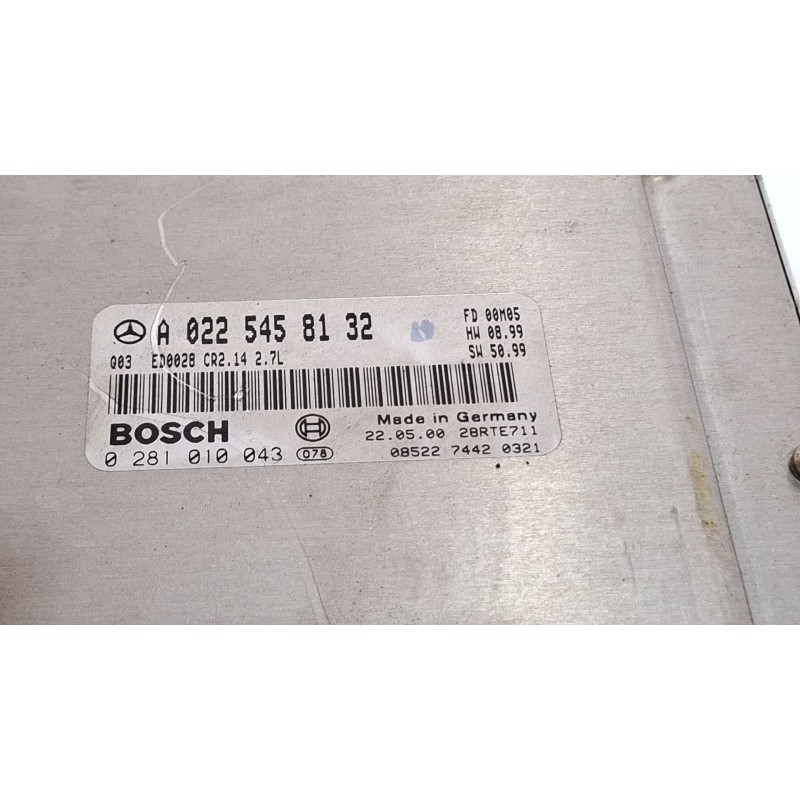 A 022 545 81 32
FD 00M05
HW 08.99
Q03 ED0028 CR2.14 2.7L
SW 50.99
BOSCH
Made in Germany
22.05.00 28RTE711
0 281 010 043 078
08522 7442 0321